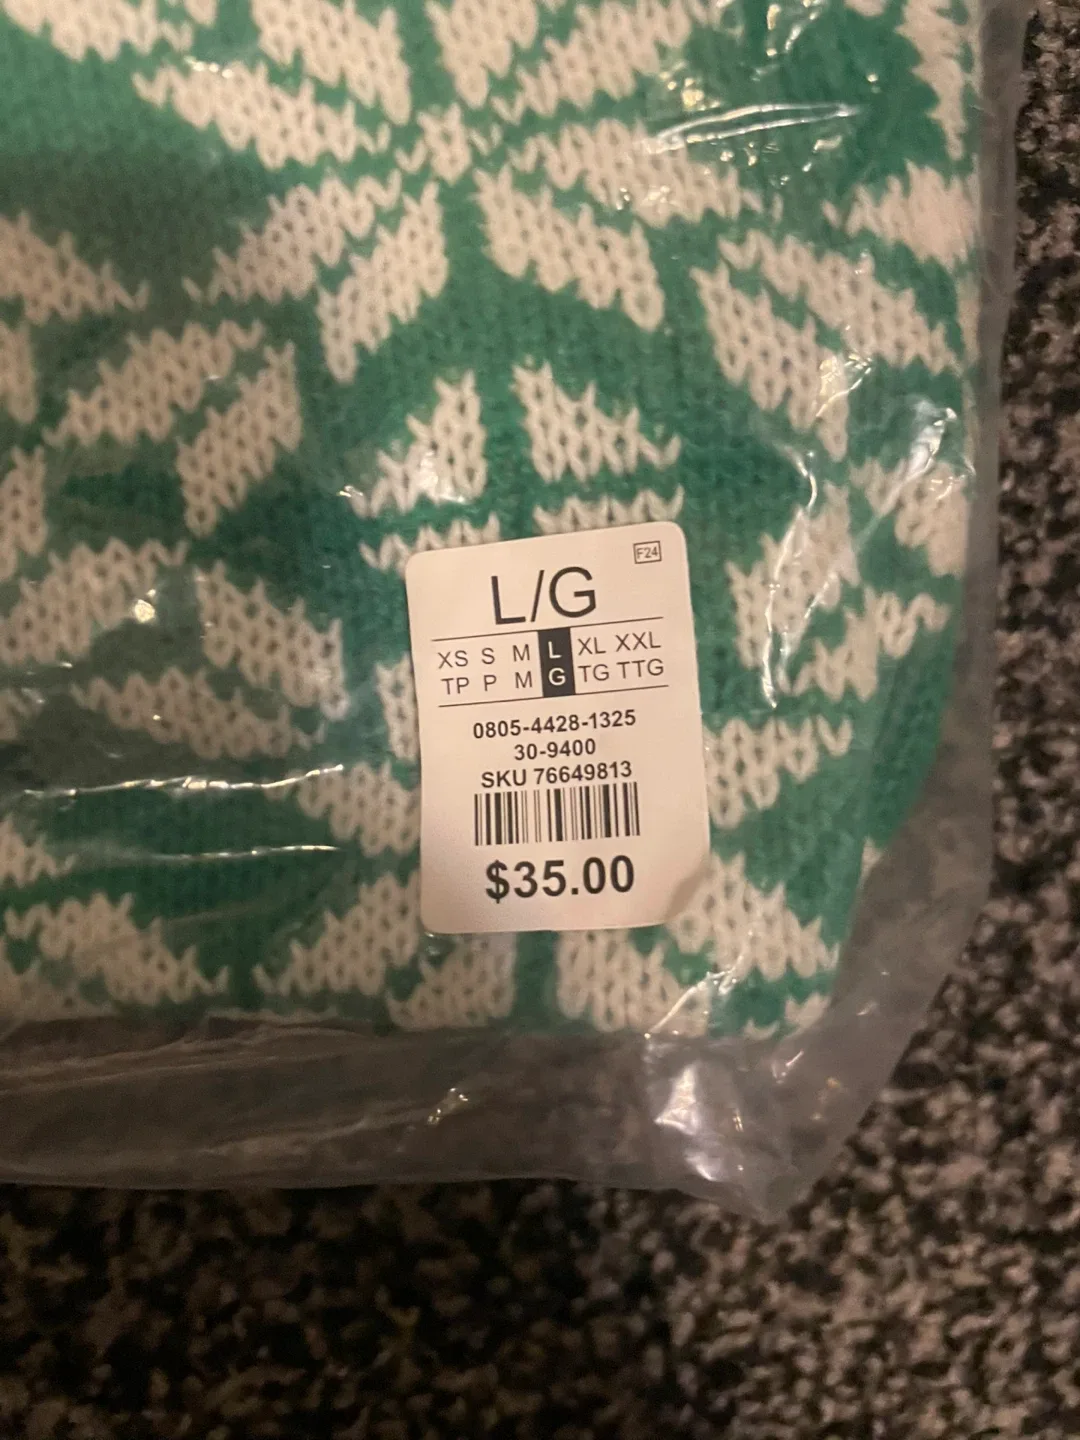 F24
L/G
XS S M L XL XXL
TP P M G TG TTG
0805-4428-1325
30-9400
SKU 76649813
$35.00